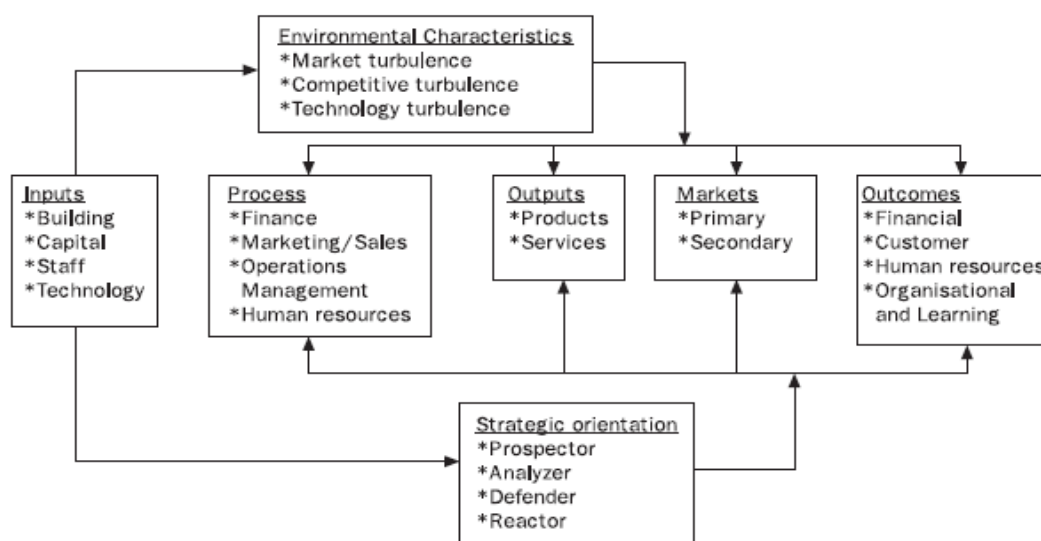 Environmental Characteristics
*Market turbulence
*Competitive turbulence
*Technology turbulence
Inputs
*Building
*Capital
*Staff
*Technology
Process
*Finance
*Marketing/Sales
*Operations
Management
*Human resources
Outputs
*Products
*Services
Markets
*Primary
*Secondary
Outcomes
*Financial
*Customer
*Human resources
*Organisational
and Learning
Strategic orientation
*Prospector
*Analyzer
*Defender
*Reactor